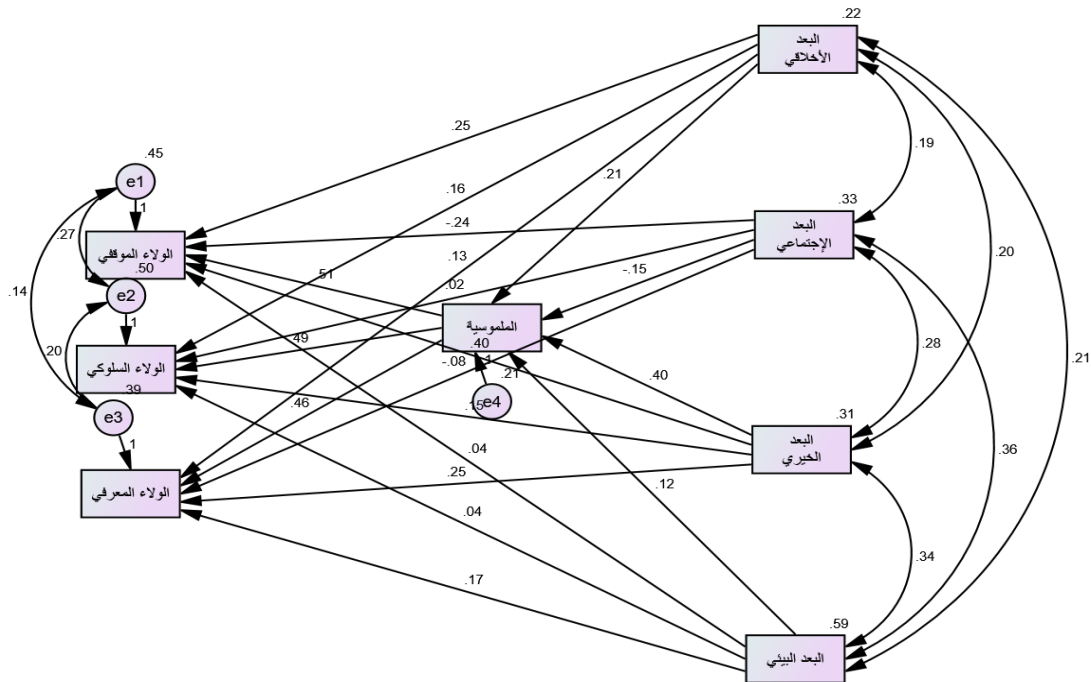 .22
البعد
الأخلاقي
.25
.19
.45
e1
.16
.21
1
.33
البعد
الإجتماعي
.27
-.24
الولاء الموقفي
.50
.13
.51
.02
-.15
.20
.14
e2
الملموسية
1
.49
.40
.28
.21
.20
الولاء السلوكي
-.08
1
.21
.40
.39
.46
.15
e4
.31
e3
البعد
الخيري
.36
1
.04
.25
.12
الولاء المعرفي
.04
.34
.17
.59
البعد البيئي